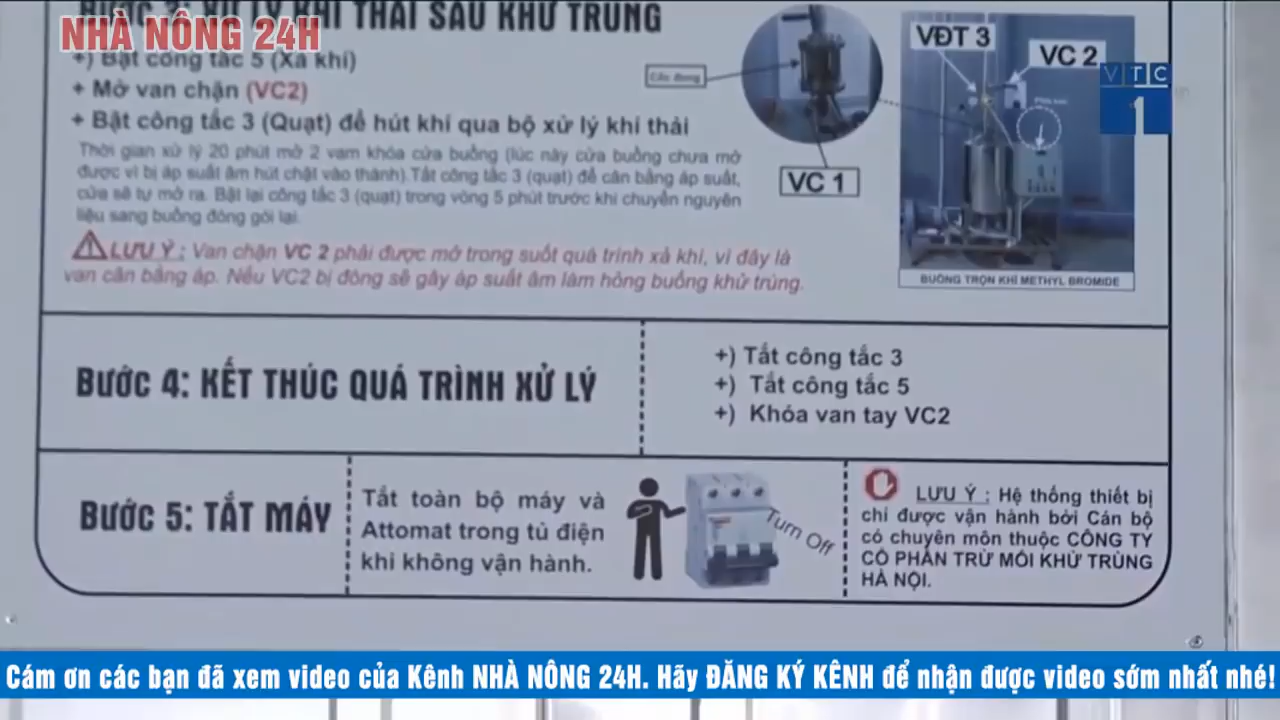 BƯỚC 3: XỬ LÝ KHÍ THẢI SAU KHỬ TRÙNG
NHÀ NÔNG 24H
+) Bật công tắc 5 (Xả khí)
+ Mở van chặn (VC2)
+ Bật công tắc 3 (Quạt) để hút khí qua bộ xử lý khí thải
Thời gian xử lý 20 phút mở 2 vam khóa cửa buồng (lúc này cửa buồng chưa mở
được vì bị áp suất âm hút chặt vào thành). Tắt công tắc 3 (quạt) để cân bằng áp suất,
cửa sẽ tự mở ra. Bật lại công tắc 3 (quạt) trong vòng 5 phút trước khi chuyển nguyên
liệu sang buồng đóng gói lại.
LƯU Ý : Van chặn VC 2 phải được mở trong suốt quá trình xả khí, vì đây là
van cân bằng áp. Nếu VC2 bị đóng sẽ gây áp suất âm làm hỏng buồng khử trùng.
VĐT 3
VC 2
VTC
1
VC 1
BUỒNG TRỘN KHÍ METHYL BROMIDE
Bước 4: KẾT THÚC QUÁ TRÌNH XỬ LÝ
+) Tắt công tắc 3
+) Tắt công tắc 5
+) Khóa van tay VC2
Bước 5: TẮT MÁY
Tắt toàn bộ máy và
Attomat trong tủ điện
khi không vận hành.
Turn Off
LƯU Ý : Hệ thống thiết bị
chỉ được vận hành bởi Cán bộ
có chuyên môn thuộc CÔNG TY
CỔ PHẦN TRỪ MỐI KHỬ TRÙNG
HÀ NỘI.
Cám ơn các bạn đã xem video của Kênh NHÀ NÔNG 24H. Hãy ĐĂNG KÝ KÊNH để nhận được video sớm nhất nhé!